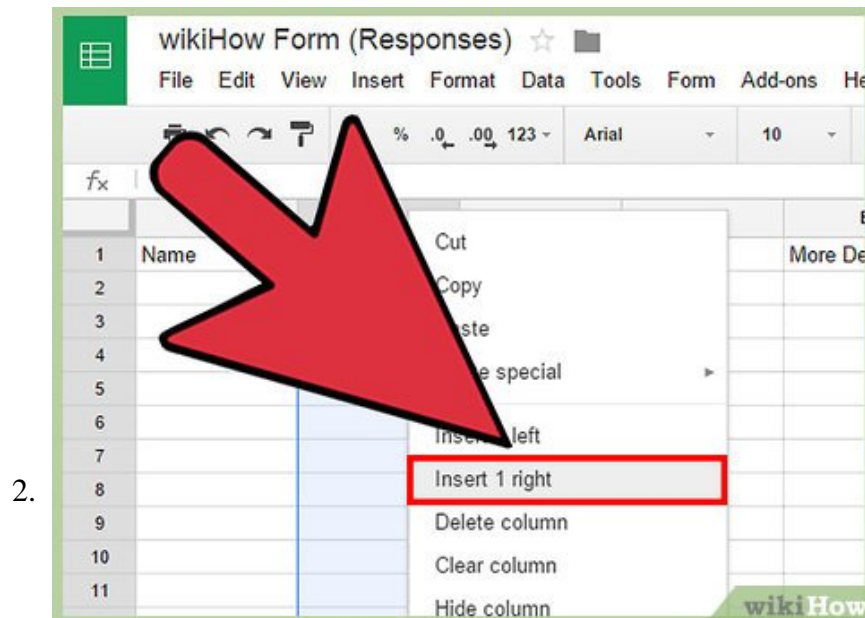 wikiHow Form (Responses)
File Edit View Insert Format Data Tools Form Add-ons
% .0 .00 123 Arial 10
fx
1 Name More
2
3
4
5
6
7
8
9
10
11
Cut
Copy
special
left
Insert 1 right
Delete column
Clear column
Hide column
2.
wikiHow